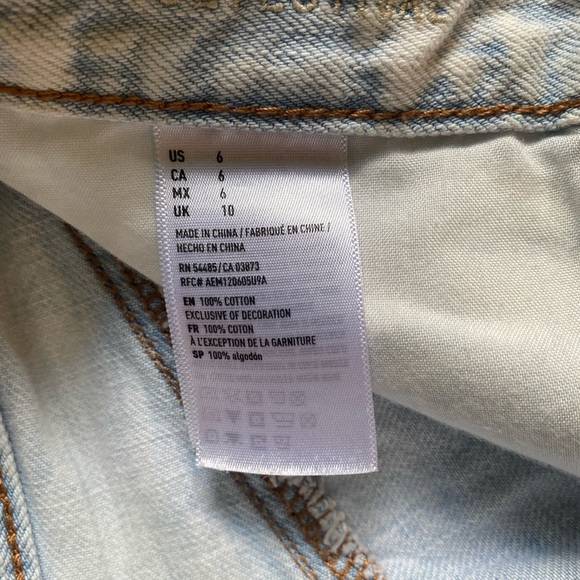 US 6
CA 6
MX 6
UK 10
MADE IN CHINA / FABRIQUÉ EN CHINE /
HECHO EN CHINA
RN 54485 / CA 03873
RFC# AEM120605U9A
EN 100% COTTON
EXCLUSIVE OF DECORATION
FR 100% COTON
À L'EXCEPTION DE LA GARNITURE
SP 100% algodón